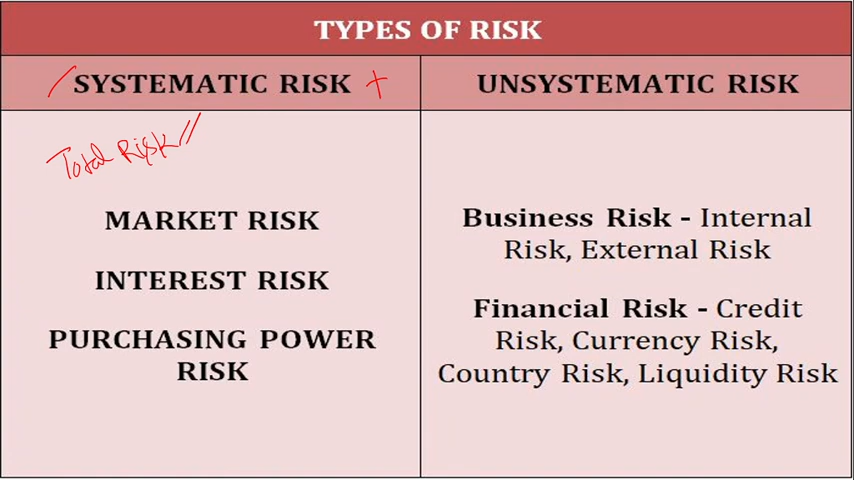 TYPES OF RISK
SYSTEMATIC RISK +
UNSYSTEMATIC RISK
Total Risk
MARKET RISK
INTEREST RISK
PURCHASING POWER
RISK
Business Risk - Internal
Risk, External Risk
Financial Risk - Credit
Risk, Currency Risk,
Country Risk, Liquidity Risk